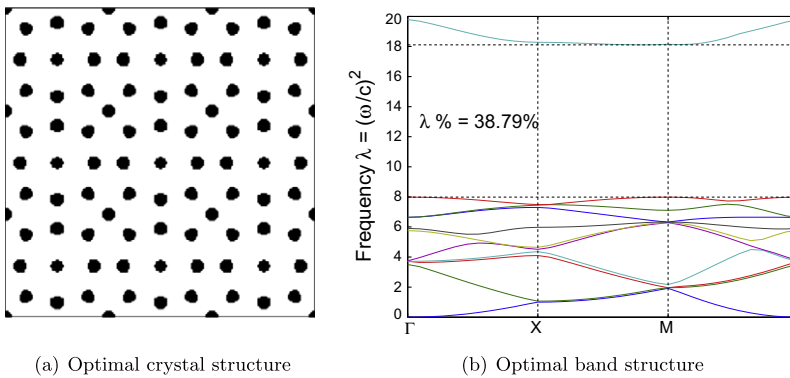 20
18
16
14
12
10
8
6
4
2
0
Frequency λ = (ω/c)²
λ % = 38.79%
Γ X M
(a) Optimal crystal structure
(b) Optimal band structure